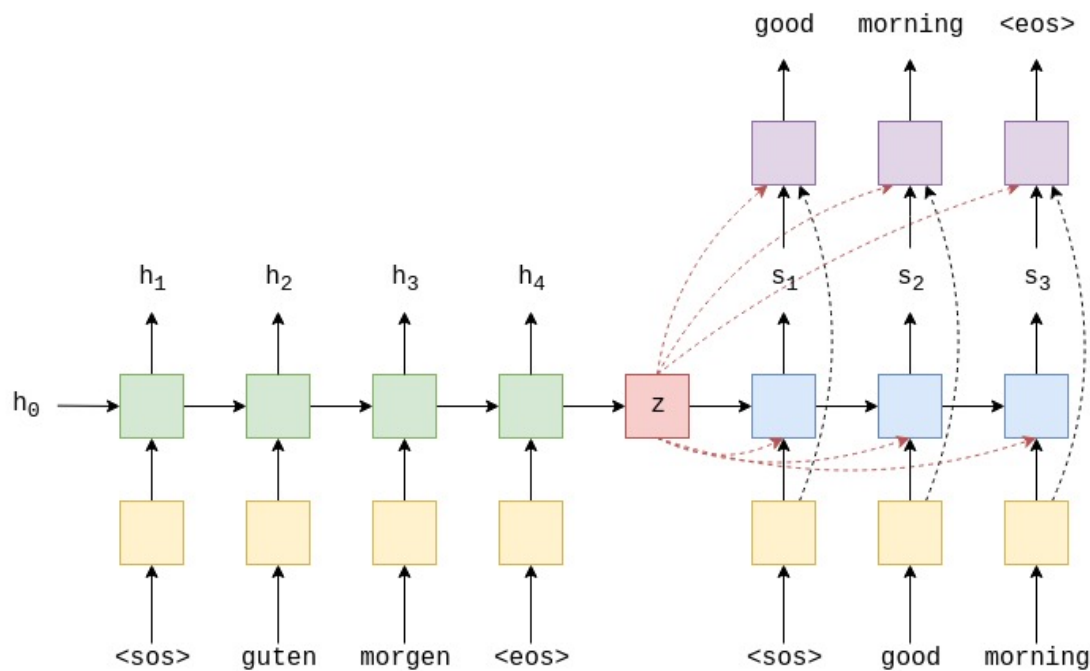 good morning <eos>
h₁ h₂ h₃ h₄ s₁ s₂ s₃
h₀ z
<sos> guten morgen <eos> <sos> good morning